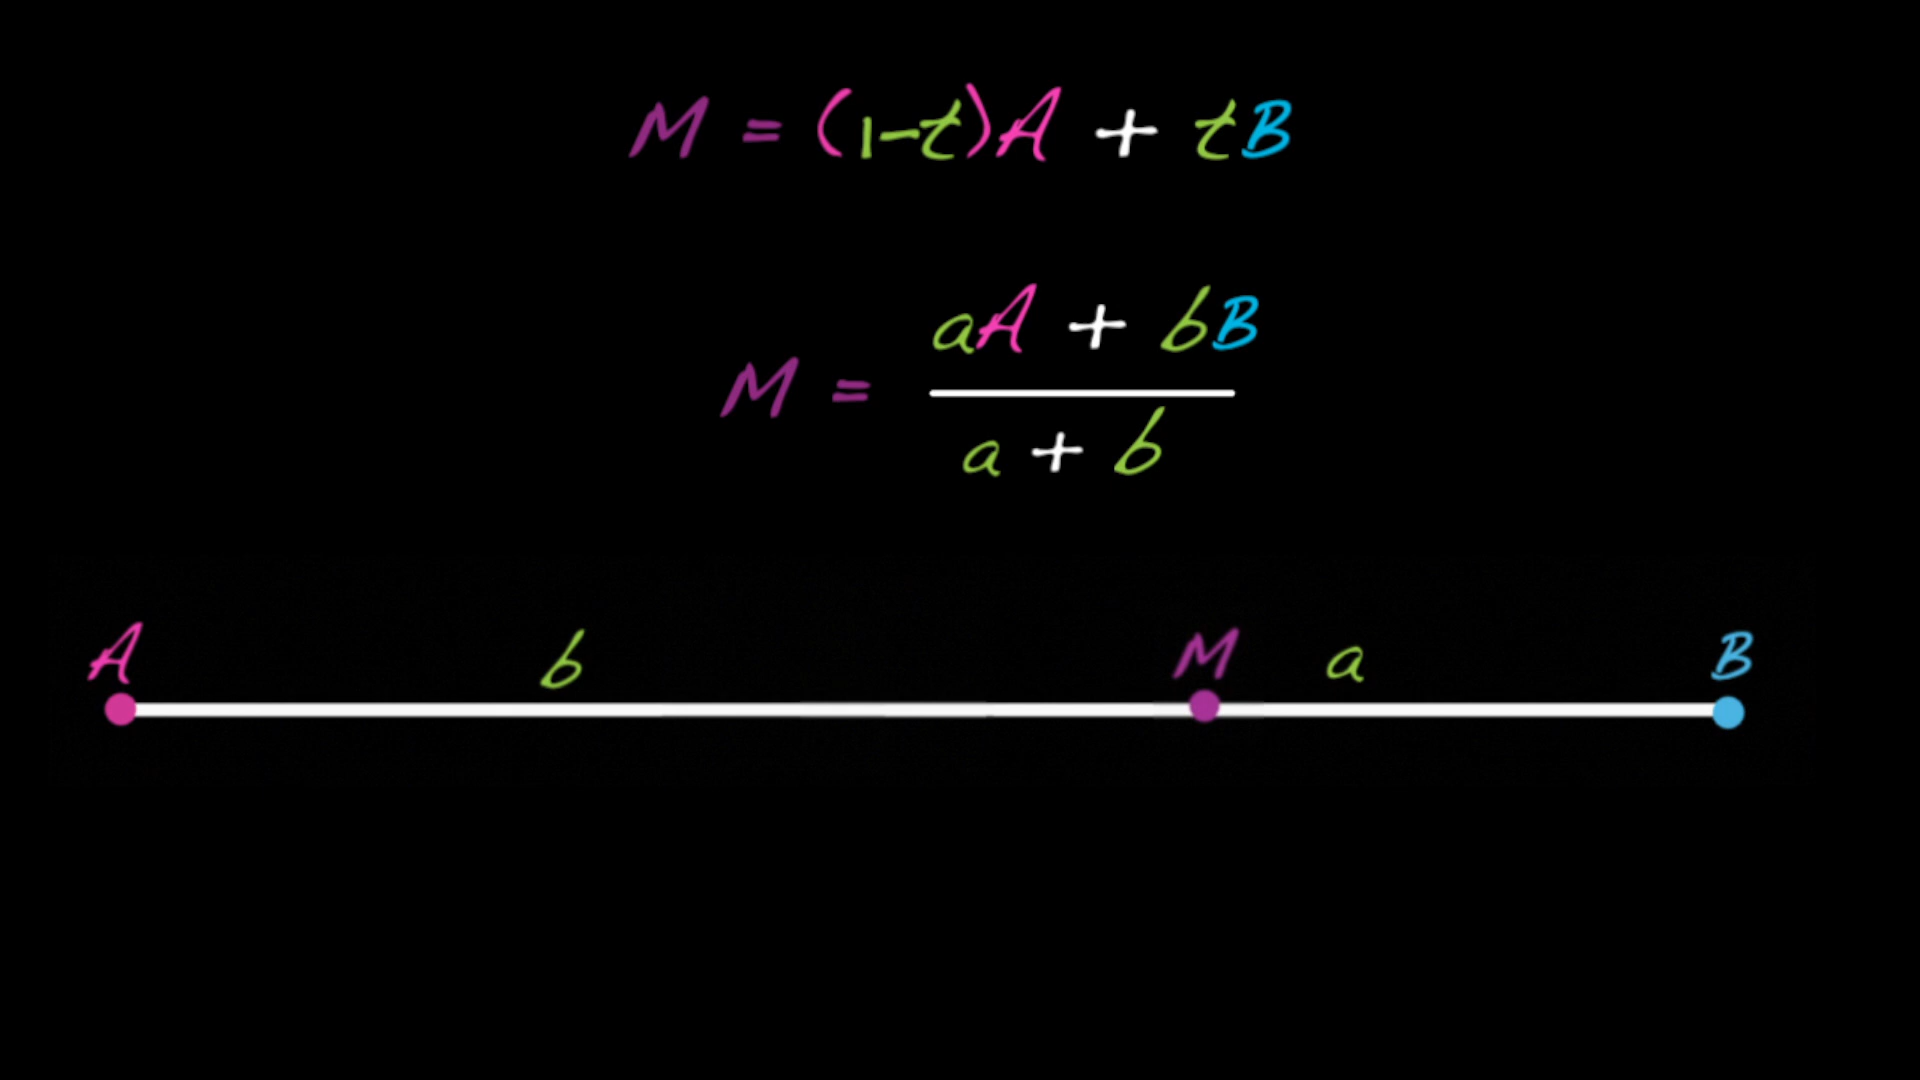 M = (1-t)A + tB
aA + bB
M =
a + b
A b M a B